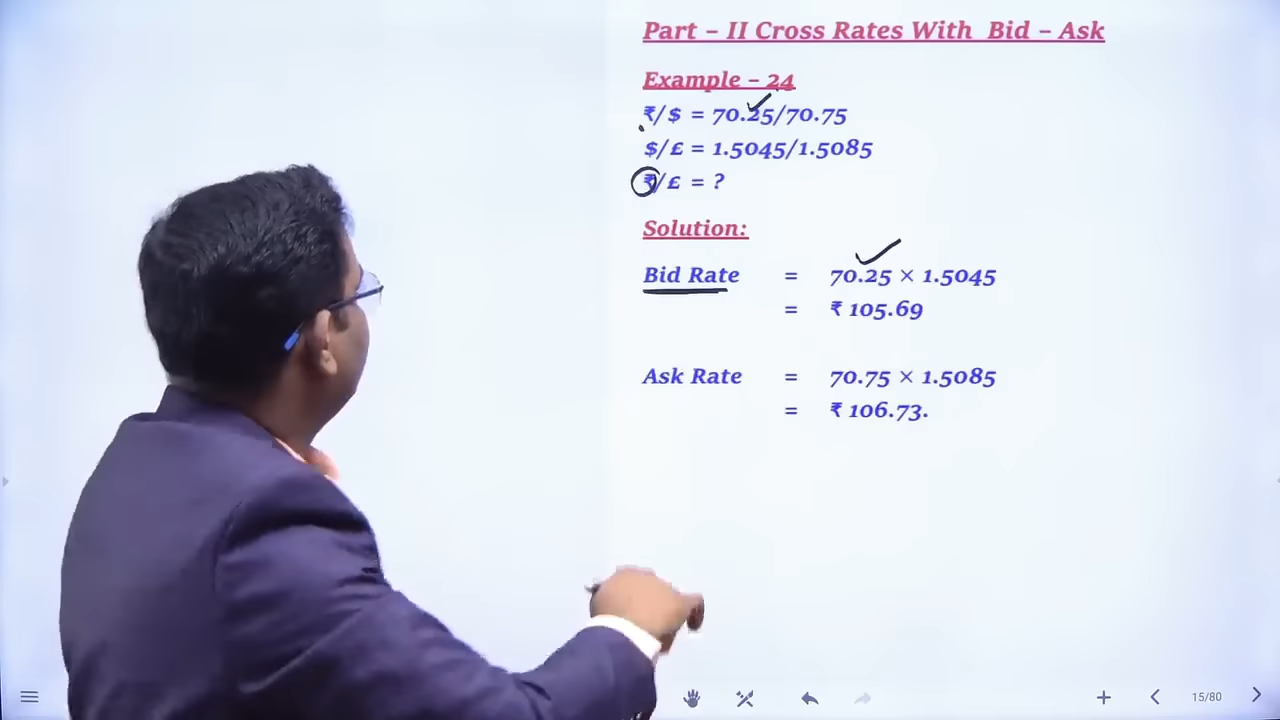 Part – II Cross Rates With Bid – Ask
Example – 24
₹/$ = 70.25/70.75
$/£ = 1.5045/1.5085
₹/£ = ?
Solution:
Bid Rate = 70.25 × 1.5045
= ₹ 105.69
Ask Rate = 70.75 × 1.5085
= ₹ 106.73.
15/80